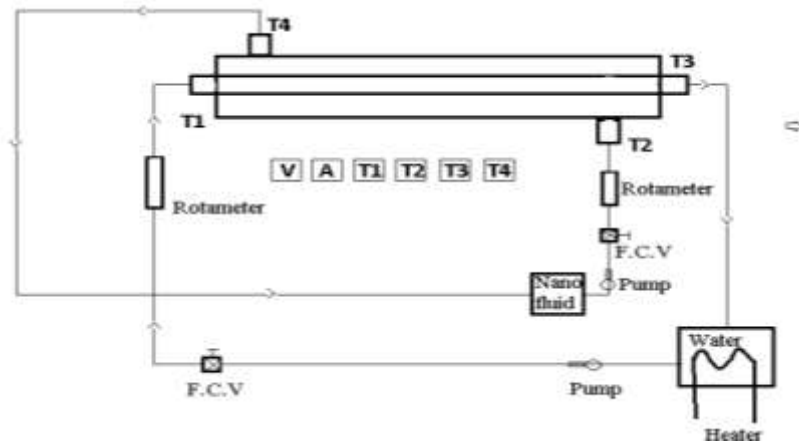 T4
T3
T1
T2
V A T1 T2 T3 T4
Rotameter
Rotameter
F.C.V
Nano
fluid
Pump
Water
F.C.V
Pump
Heater